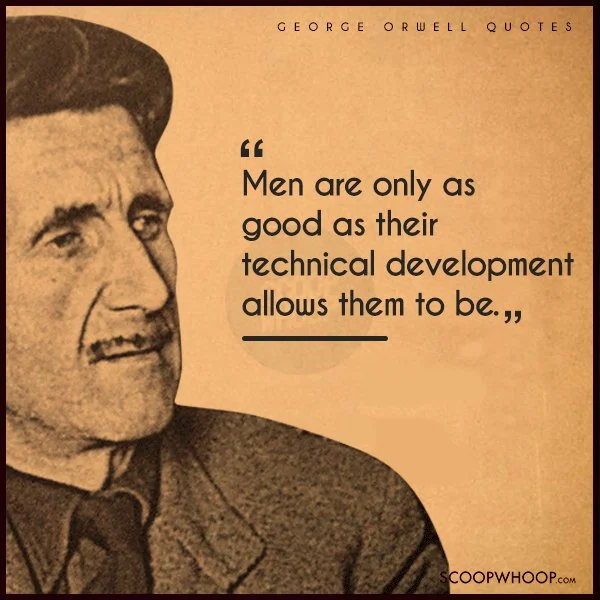 GEORGE ORWELL QUOTES
“
Men are only as
good as their
technical development
allows them to be.„
SCOOPWHOOP.COM